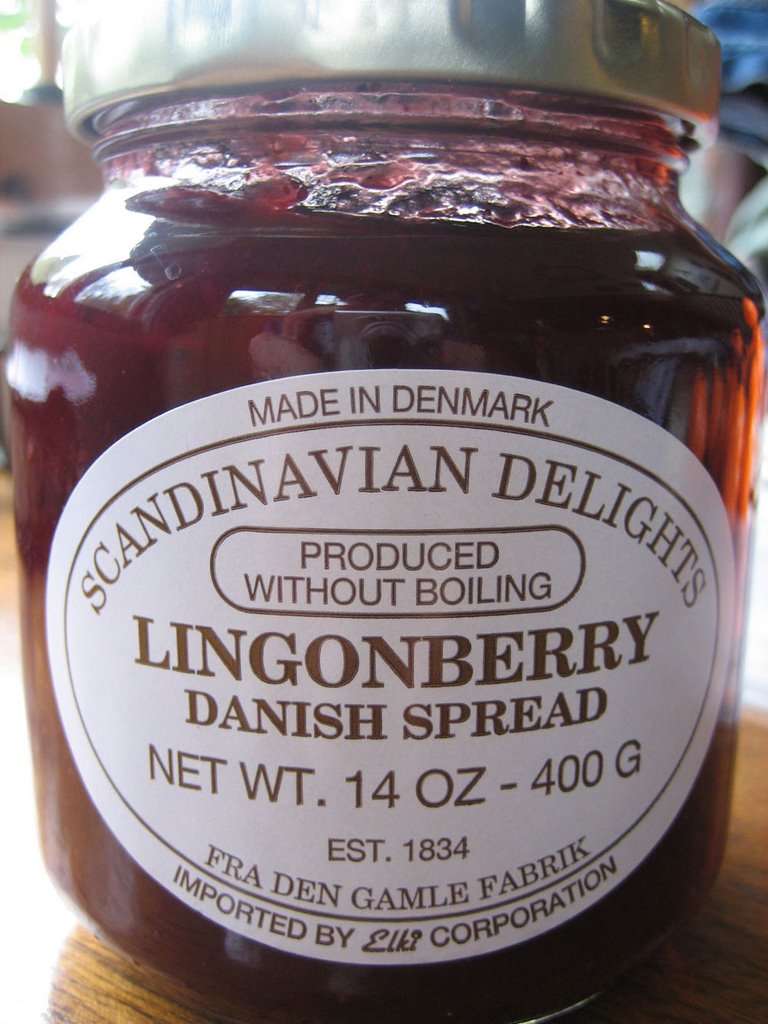 MADE IN DENMARK
SCANDINAVIAN DELIGHTS
PRODUCED
WITHOUT BOILING
LINGONBERRY
DANISH SPREAD
NET WT. 14 OZ - 400 G
EST. 1834
FRA DEN GAMLE FABRIK
IMPORTED BY Elki CORPORATION